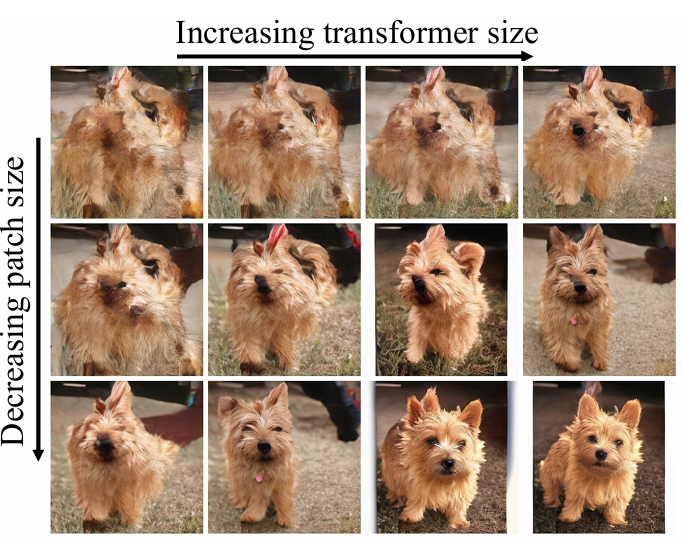 Increasing transformer size
Decreasing patch size